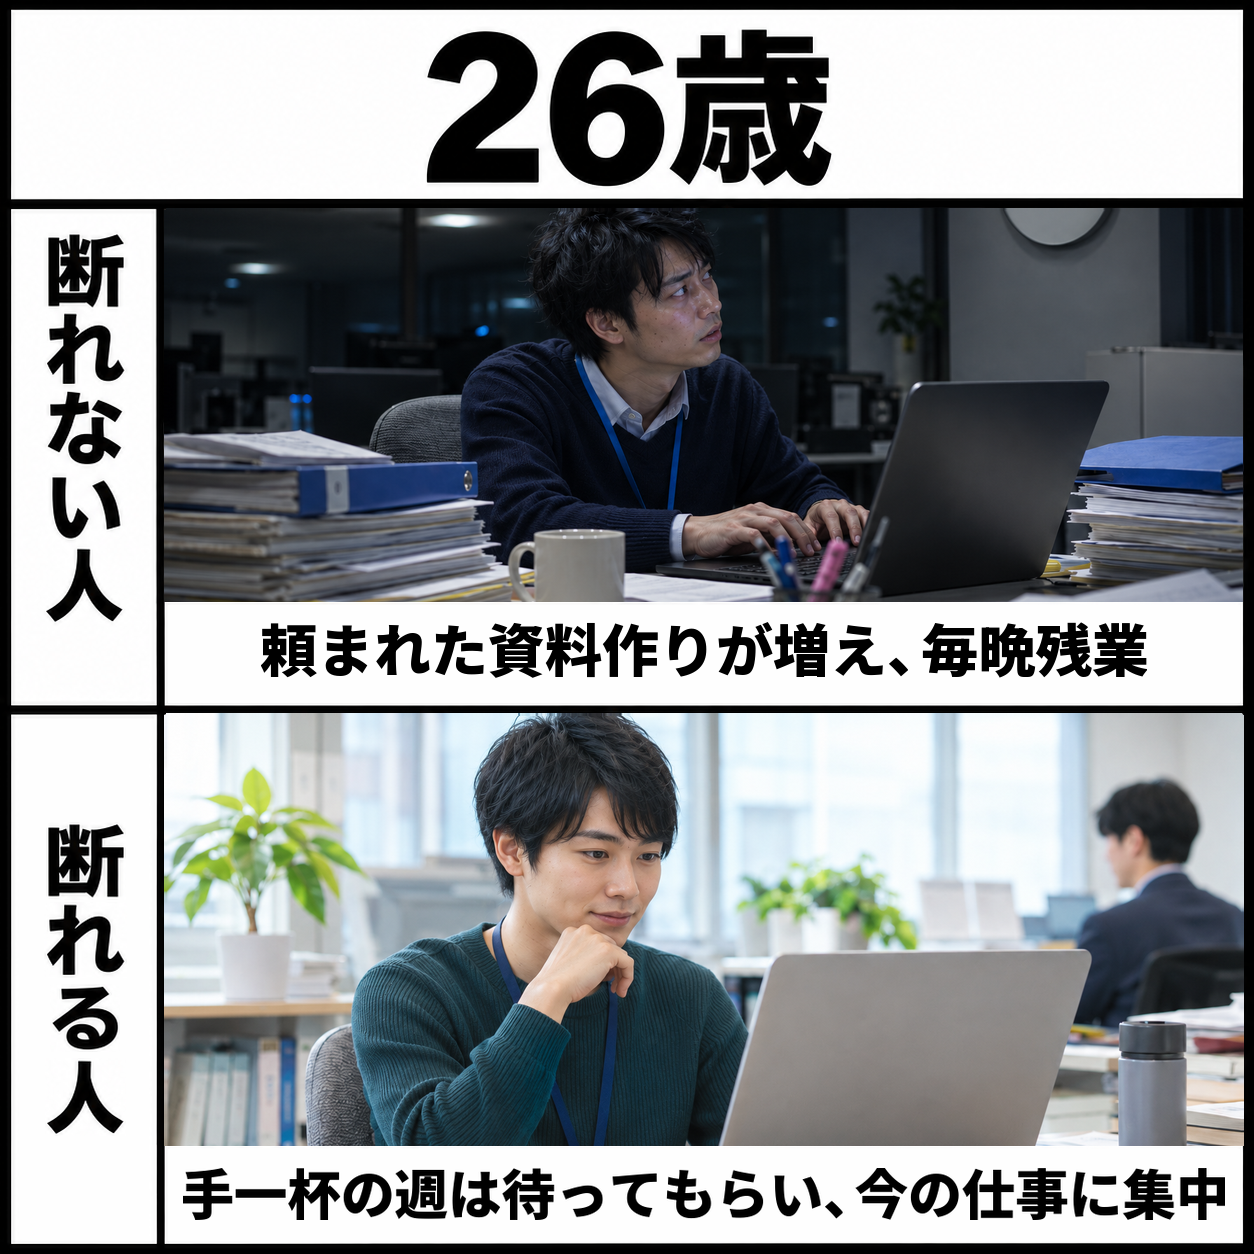 26歳
断れない人
頼まれた資料作りが増え、毎晩残業
断れる人
手一杯の週は待ってもらい、今の仕事に集中